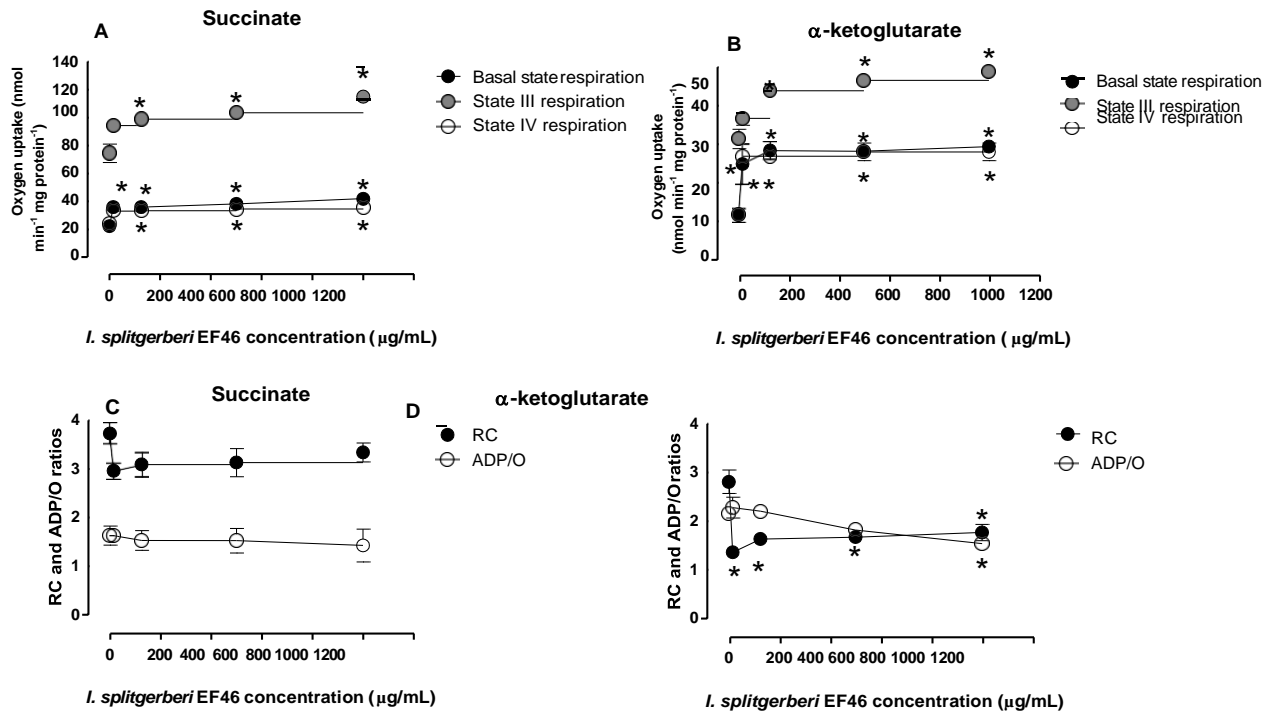 Succinate
A
140
120
100
80
60
40
20
0
Oxygen uptake (nmol
min-1 mg protein-1)
* * *
* * * *
* * *
Basal state respiration
State III respiration
State IV respiration
0 200 400 600 800 1000 1200
I. splitgerberi EF46 concentration ( μg/mL)
α-ketoglutarate
B
50
40
30
20
10
0
Oxygen uptake
(nmol min-1 mg protein-1)
* * *
* * * *
* * * *
Basal state respiration
State III respiration
State IV respiration
0 200 400 600 800 1000 1200
I. splitgerberi EF46 concentration (μg/mL)
Succinate
C
4
3
2
1
0
RC and ADP/O ratios
RC
ADP/O
0 200 400 600 800 1000 1200
I. splitgerberi EF46 concentration (μg/mL)
D
α-ketoglutarate
4
3
2
1
0
RC and ADP/Oratios
*
* * * *
RC
ADP/O
0 200 400 600 800 1000 1200
I. splitgerberi EF46 concentration (μg/mL)